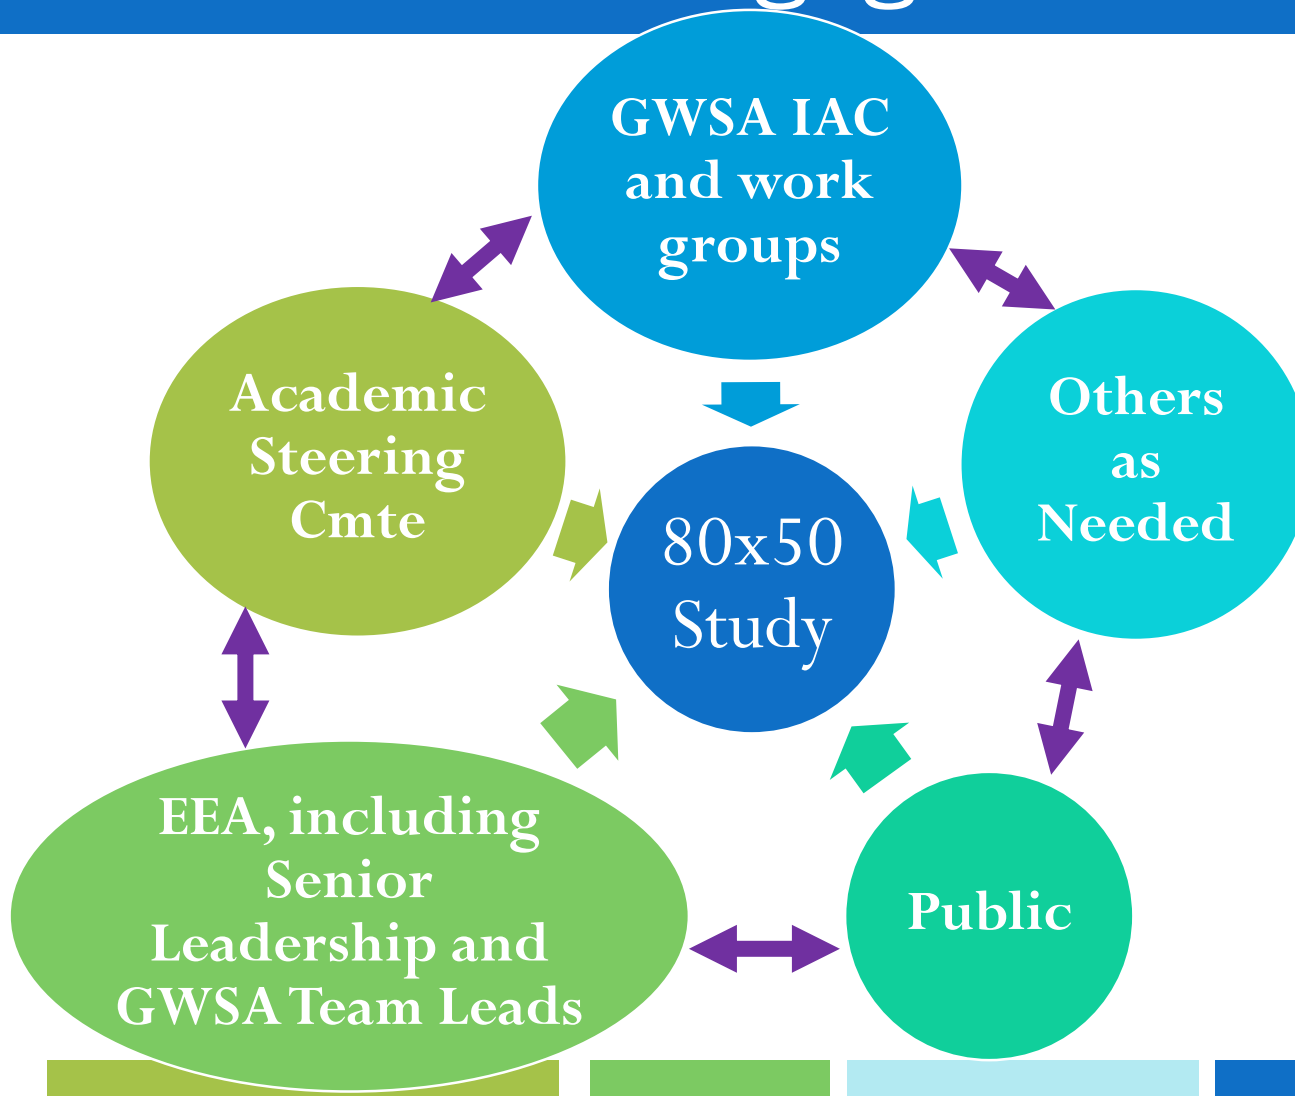 GWSA IAC
and work
groups
Academic
Steering
Cmte
Others
as
Needed
80x50
Study
EEA, including
Senior
Leadership and
GWSA Team Leads
Public